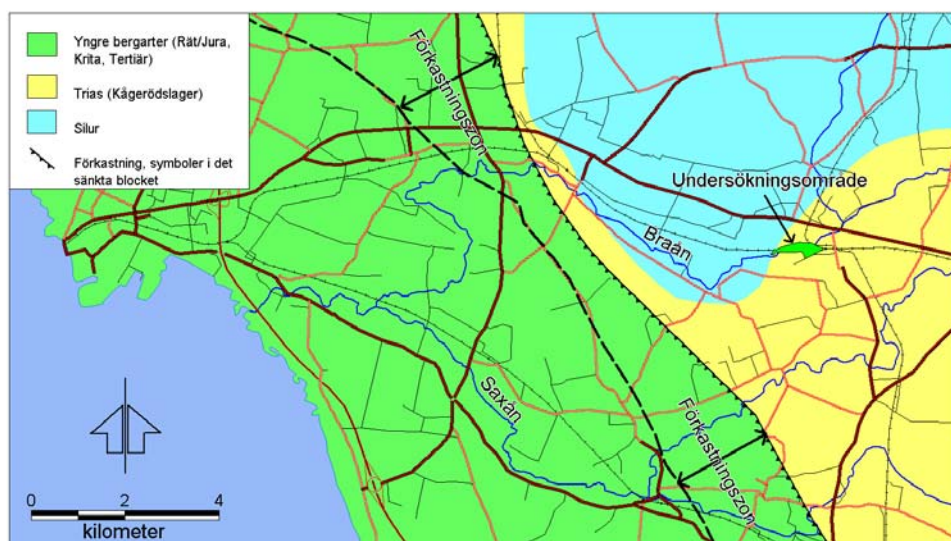 Yngre bergarter (Rät/Jura,
Krita, Tertiär)
Trias (Kågerödslager)
Silur
Förkastning, symboler i det
sänkta blocket
Förkastningszon
Undersökningsområde
Braån
Saxån
Förkastningszon
0 2 4
kilometer